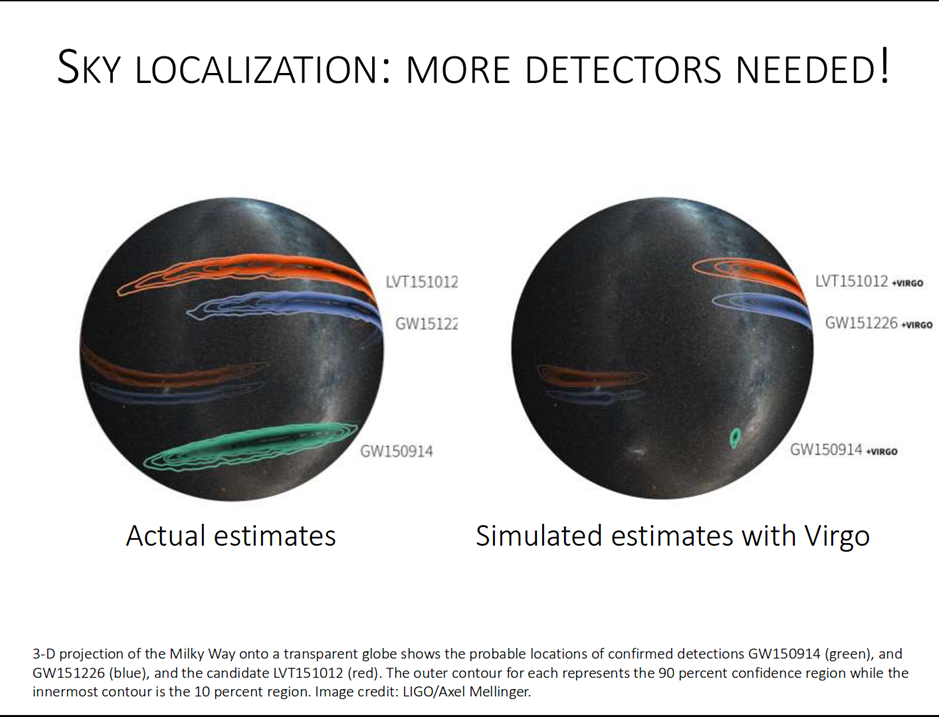 SKY LOCALIZATION: MORE DETECTORS NEEDED!
LVT151012
GW15122
GW150914
LVT151012 +VIRGO
GW151226 +VIRGO
GW150914 +VIRGO
Actual estimates
Simulated estimates with Virgo
3-D projection of the Milky Way onto a transparent globe shows the probable locations of confirmed detections GW150914 (green), and
GW151226 (blue), and the candidate LVT151012 (red). The outer contour for each represents the 90 percent confidence region while the
innermost contour is the 10 percent region. Image credit: LIGO/Axel Mellinger.